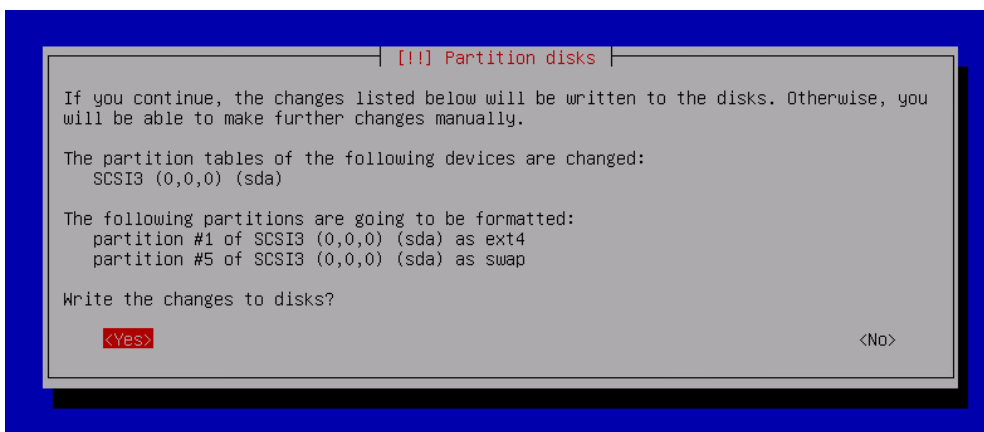 [!!] Partition disks
If you continue, the changes listed below will be written to the disks. Otherwise, you
will be able to make further changes manually.
The partition tables of the following devices are changed:
SCSI3 (0,0,0) (sda)
The following partitions are going to be formatted:
partition #1 of SCSI3 (0,0,0) (sda) as ext4
partition #5 of SCSI3 (0,0,0) (sda) as swap
Write the changes to disks?
<Yes> <No>